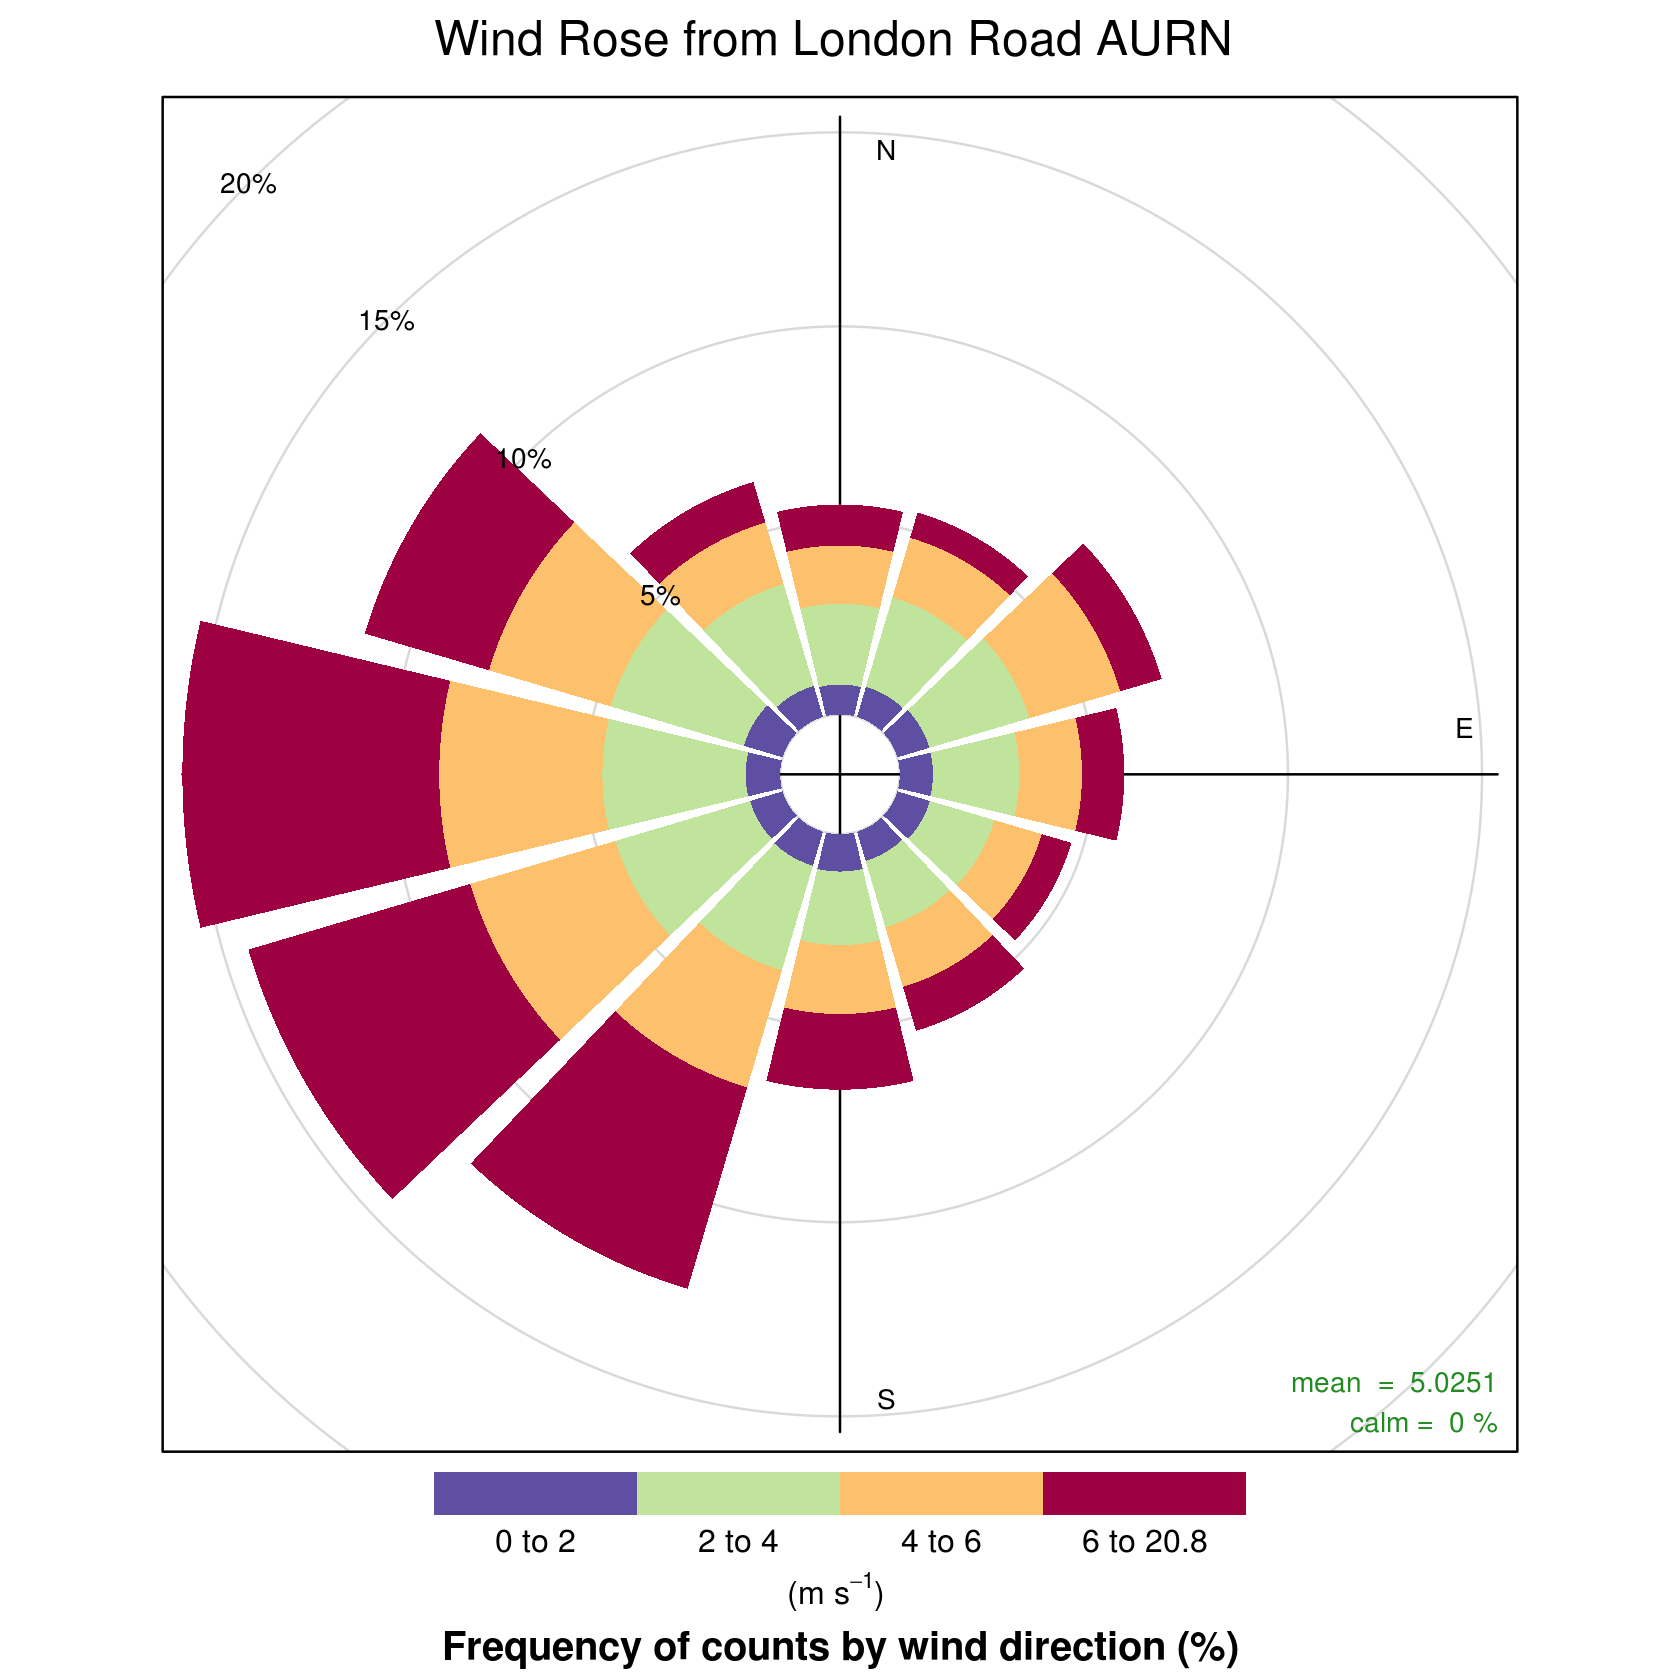 Wind Rose from London Road AURN
N
20%
15%
10%
5%
E
S
mean = 5.0251
calm = 0 %
0 to 2 2 to 4 4 to 6 6 to 20.8
(m s⁻¹)
Frequency of counts by wind direction (%)